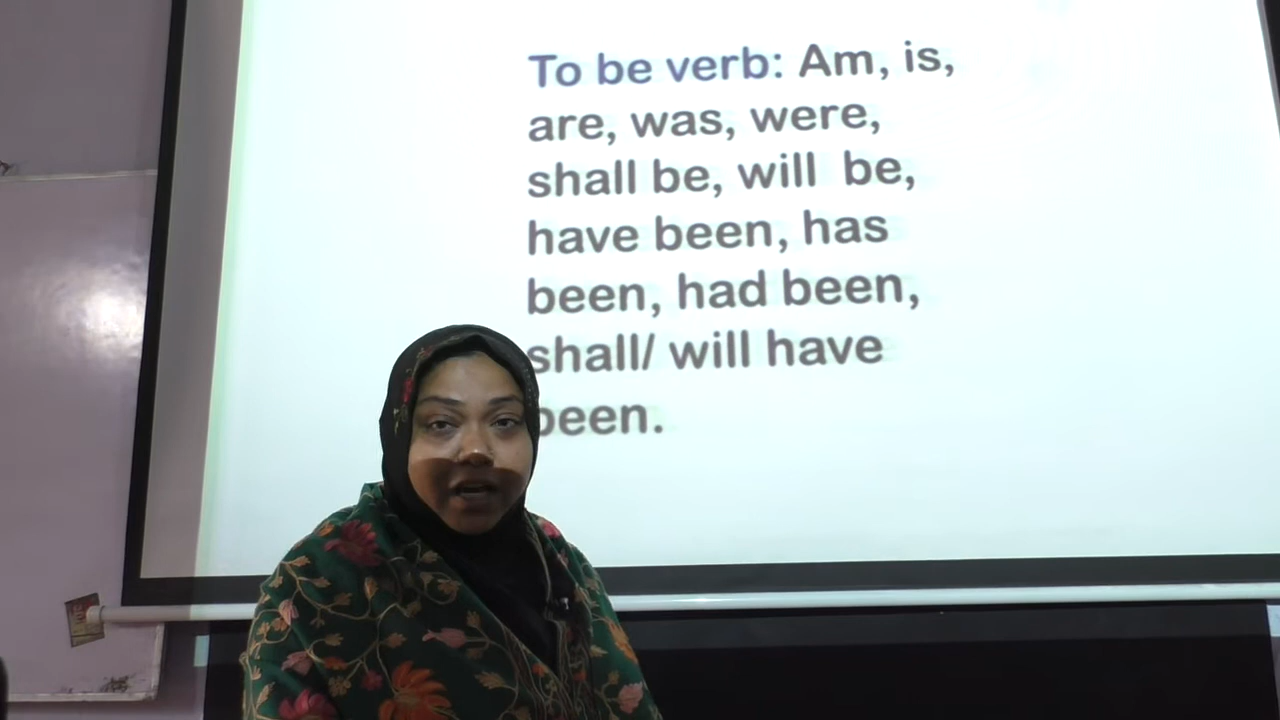 To be verb: Am, is,
are, was, were,
shall be, will be,
have been, has
been, had been,
shall/ will have
been.